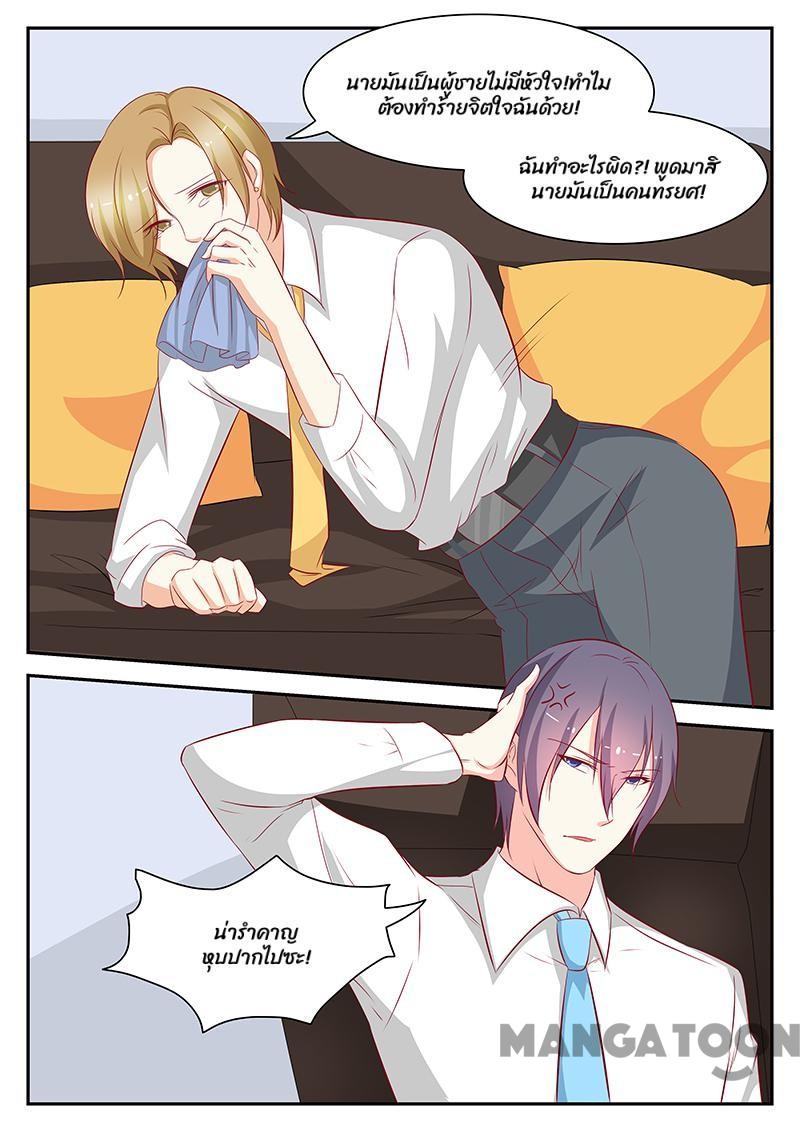 นายมันเป็นผู้ชายไม่มีหัวใจ!ทำไม
ต้องทำร้ายจิตใจฉันด้วย!
ฉันทำอะไรผิด?! พูดมาสิ
นายมันเป็นคนทรยศ!
น่ารำคาญ
หุบปากไปซะ!
MANGATOON